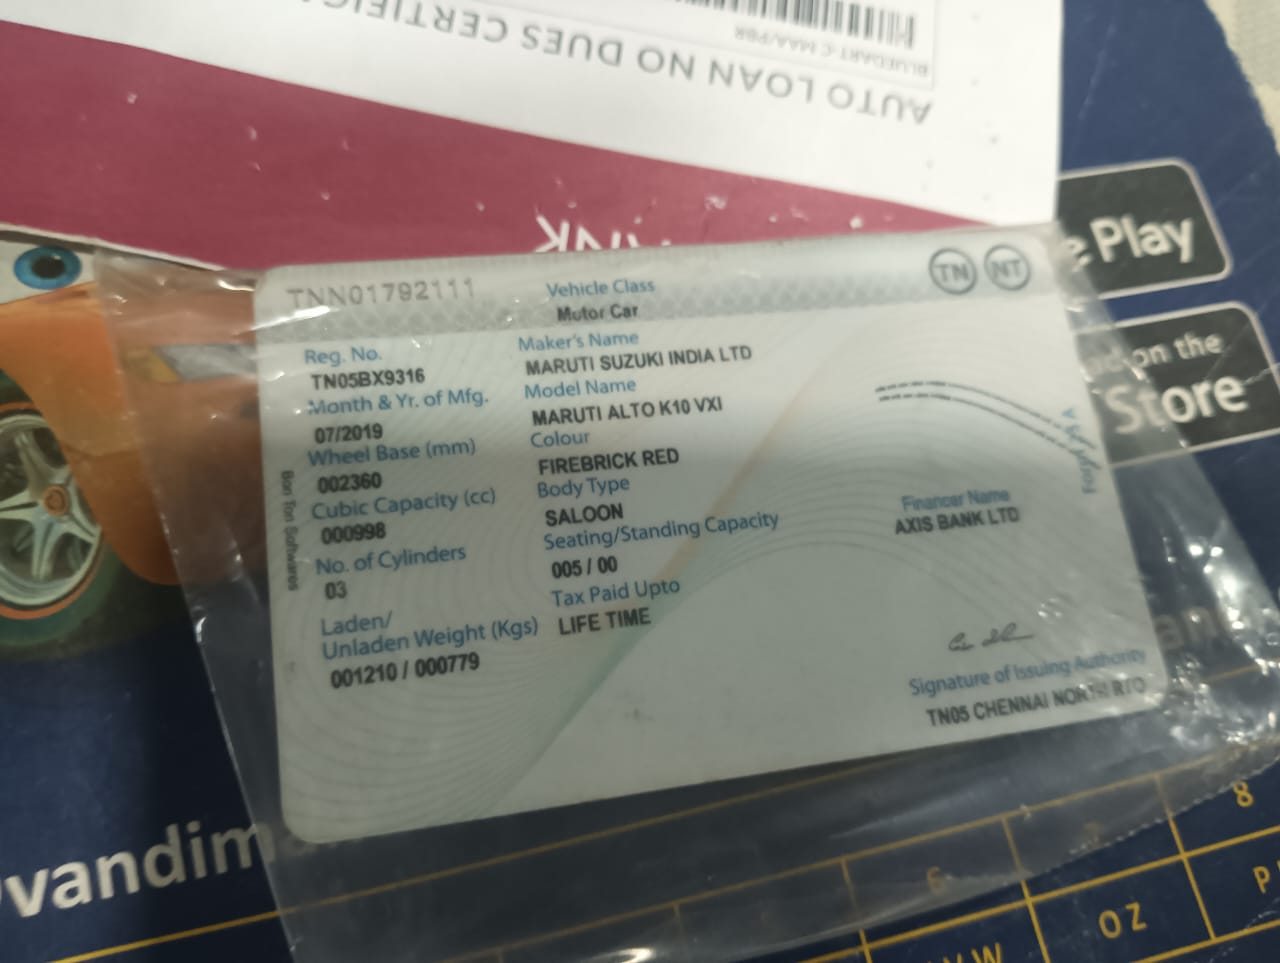 AUTO LOAN NO DUES CERTIFIC
BLUEDART-C MAA/PBR
TNN01792111
Vehicle Class
Motor Car
TN NT
Reg. No.
TN05BX9316
Maker's Name
MARUTI SUZUKI INDIA LTD
Month & Yr. of Mfg.
07/2019
Model Name
MARUTI ALTO K10 VXI
Wheel Base (mm)
002360
Colour
FIREBRICK RED
Cubic Capacity (cc)
000998
Body Type
SALOON
No. of Cylinders
03
Seating/Standing Capacity
005 / 00
Laden/
Unladen Weight (Kgs)
001210 / 000779
Tax Paid Upto
LIFE TIME
Financer Name
AXIS BANK LTD
Signature of Issuing Authority
TN05 CHENNAI NORTH RTO
Bon Ton Softwares
e Play
on the
Store
vandim
8
6
OZ